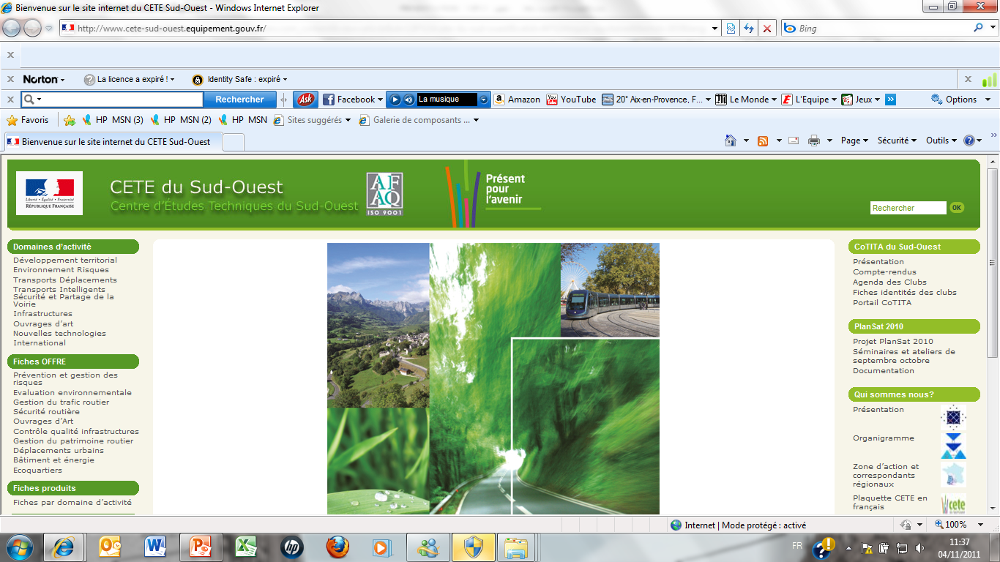 Bienvenue sur le site internet du CETE Sud-Ouest - Windows Internet Explorer
http://www.cete-sud-ouest.equipement.gouv.fr/
Bing
Norton
La licence a expiré !
Identity Safe : expiré
Rechercher
Ask
Facebook
La musique
Amazon
YouTube
20° Aix-en-Provence, F...
Le Monde
L'Equipe
Jeux
Options
Favoris
HP MSN (3)
HP MSN (2)
HP MSN
Sites suggérés
Galerie de composants ...
Bienvenue sur le site internet du CETE Sud-Ouest
Page
Sécurité
Outils
Liberté • Égalité • Fraternité
RÉPUBLIQUE FRANÇAISE
CETE du Sud-Ouest
Centre d'Études Techniques du Sud-Ouest
AFAQ
ISO 9001
Présent
pour
l'avenir
Rechercher
OK
Domaines d'activité
Développement territorial
Environnement Risques
Transports Déplacements
Transports Intelligents
Sécurité et Partage de la
Voirie
Infrastructures
Ouvrages d'art
Nouvelles technologies
International
Fiches OFFRE
Prévention et gestion des
risques
Evaluation environnementale
Gestion du trafic routier
Sécurité routière
Ouvrages d'Art
Contrôle qualité infrastructures
Gestion du patrimoine routier
Déplacements urbains
Bâtiment et énergie
Ecoquartiers
Fiches produits
Fiches par domaine d'activité
CoTITA du Sud-Ouest
Présentation
Compte-rendus
Agenda des Clubs
Fiches identités des clubs
Portail CoTITA
PlanSat 2010
Projet PlanSat 2010
Séminaires et ateliers de
septembre octobre
Documentation
Qui sommes nous?
Présentation
Organigramme
Zone d'action et
correspondants
régionaux
Plaquette CETE en
français
cete
Internet | Mode protégé : activé
100%
FR
11:37
04/11/2011